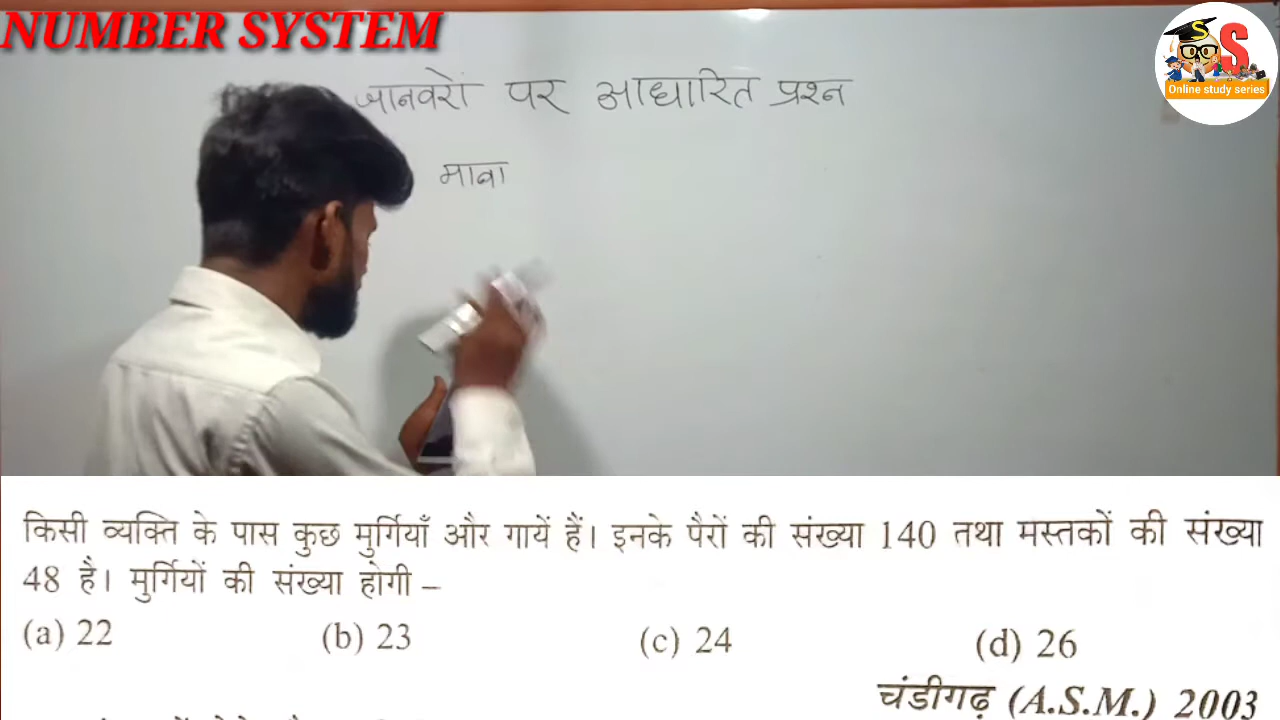 NUMBER SYSTEM
S
S
Online study series
जानवरों पर आधारित प्रश्न
माना
किसी व्यक्ति के पास कुछ मुर्गियाँ और गायें हैं। इनके पैरों की संख्या 140 तथा मस्तकों की संख्या
48 है। मुर्गियों की संख्या होगी –
(a) 22 (b) 23 (c) 24 (d) 26
चंडीगढ़ (A.S.M.) 2003